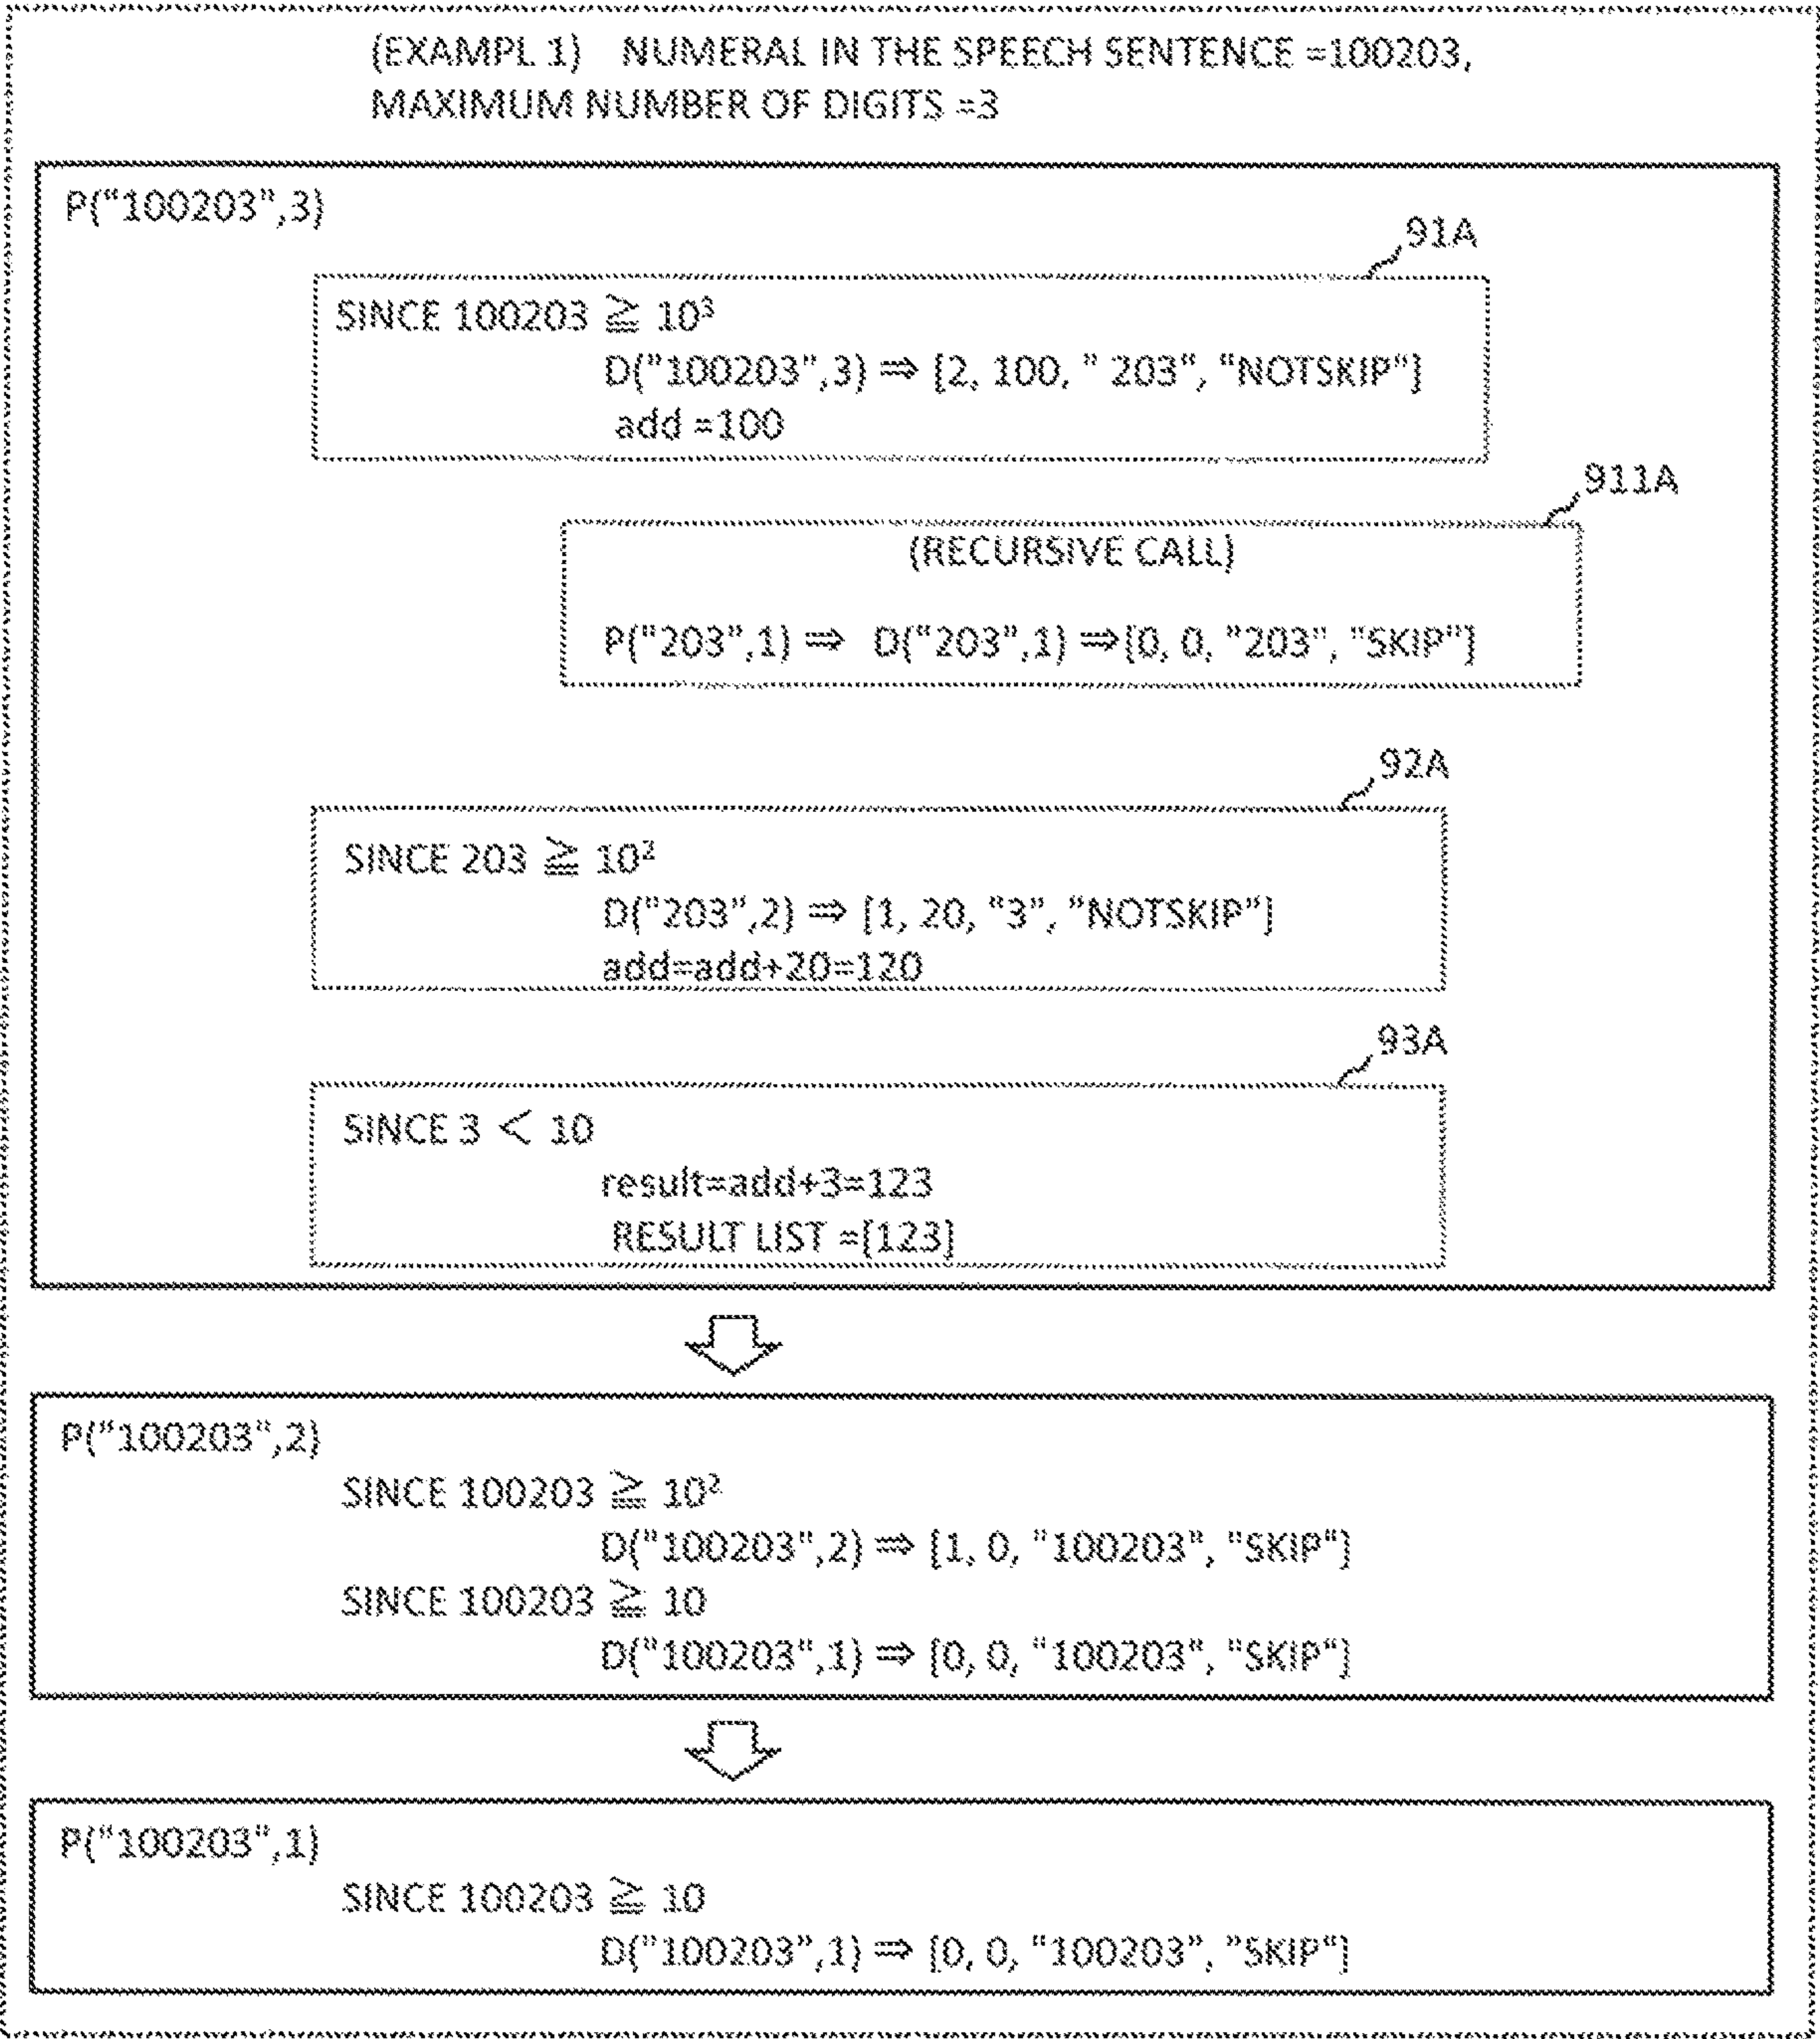 (EXAMPL 1) NUMERAL IN THE SPEECH SENTENCE =100203,
MAXIMUM NUMBER OF DIGITS =3
P("100203",3)
91A
SINCE 100203 ≧ 10³
D("100203",3) ⇒ [2, 100, " 203", "NOTSKIP"]
add =100
911A
(RECURSIVE CALL)
P("203",1) ⇒ D("203",1) ⇒[0, 0, "203", "SKIP"]
92A
SINCE 203 ≧ 10²
D("203",2) ⇒ [1, 20, "3", "NOTSKIP"]
add=add+20=120
93A
SINCE 3 < 10
result=add+3=123
RESULT LIST =[123]
P("100203",2)
SINCE 100203 ≧ 10²
D("100203",2) ⇒ [1, 0, "100203", "SKIP"]
SINCE 100203 ≧ 10
D("100203",1) ⇒ [0, 0, "100203", "SKIP"]
P("100203",1)
SINCE 100203 ≧ 10
D("100203",1) ⇒ [0, 0, "100203", "SKIP"]